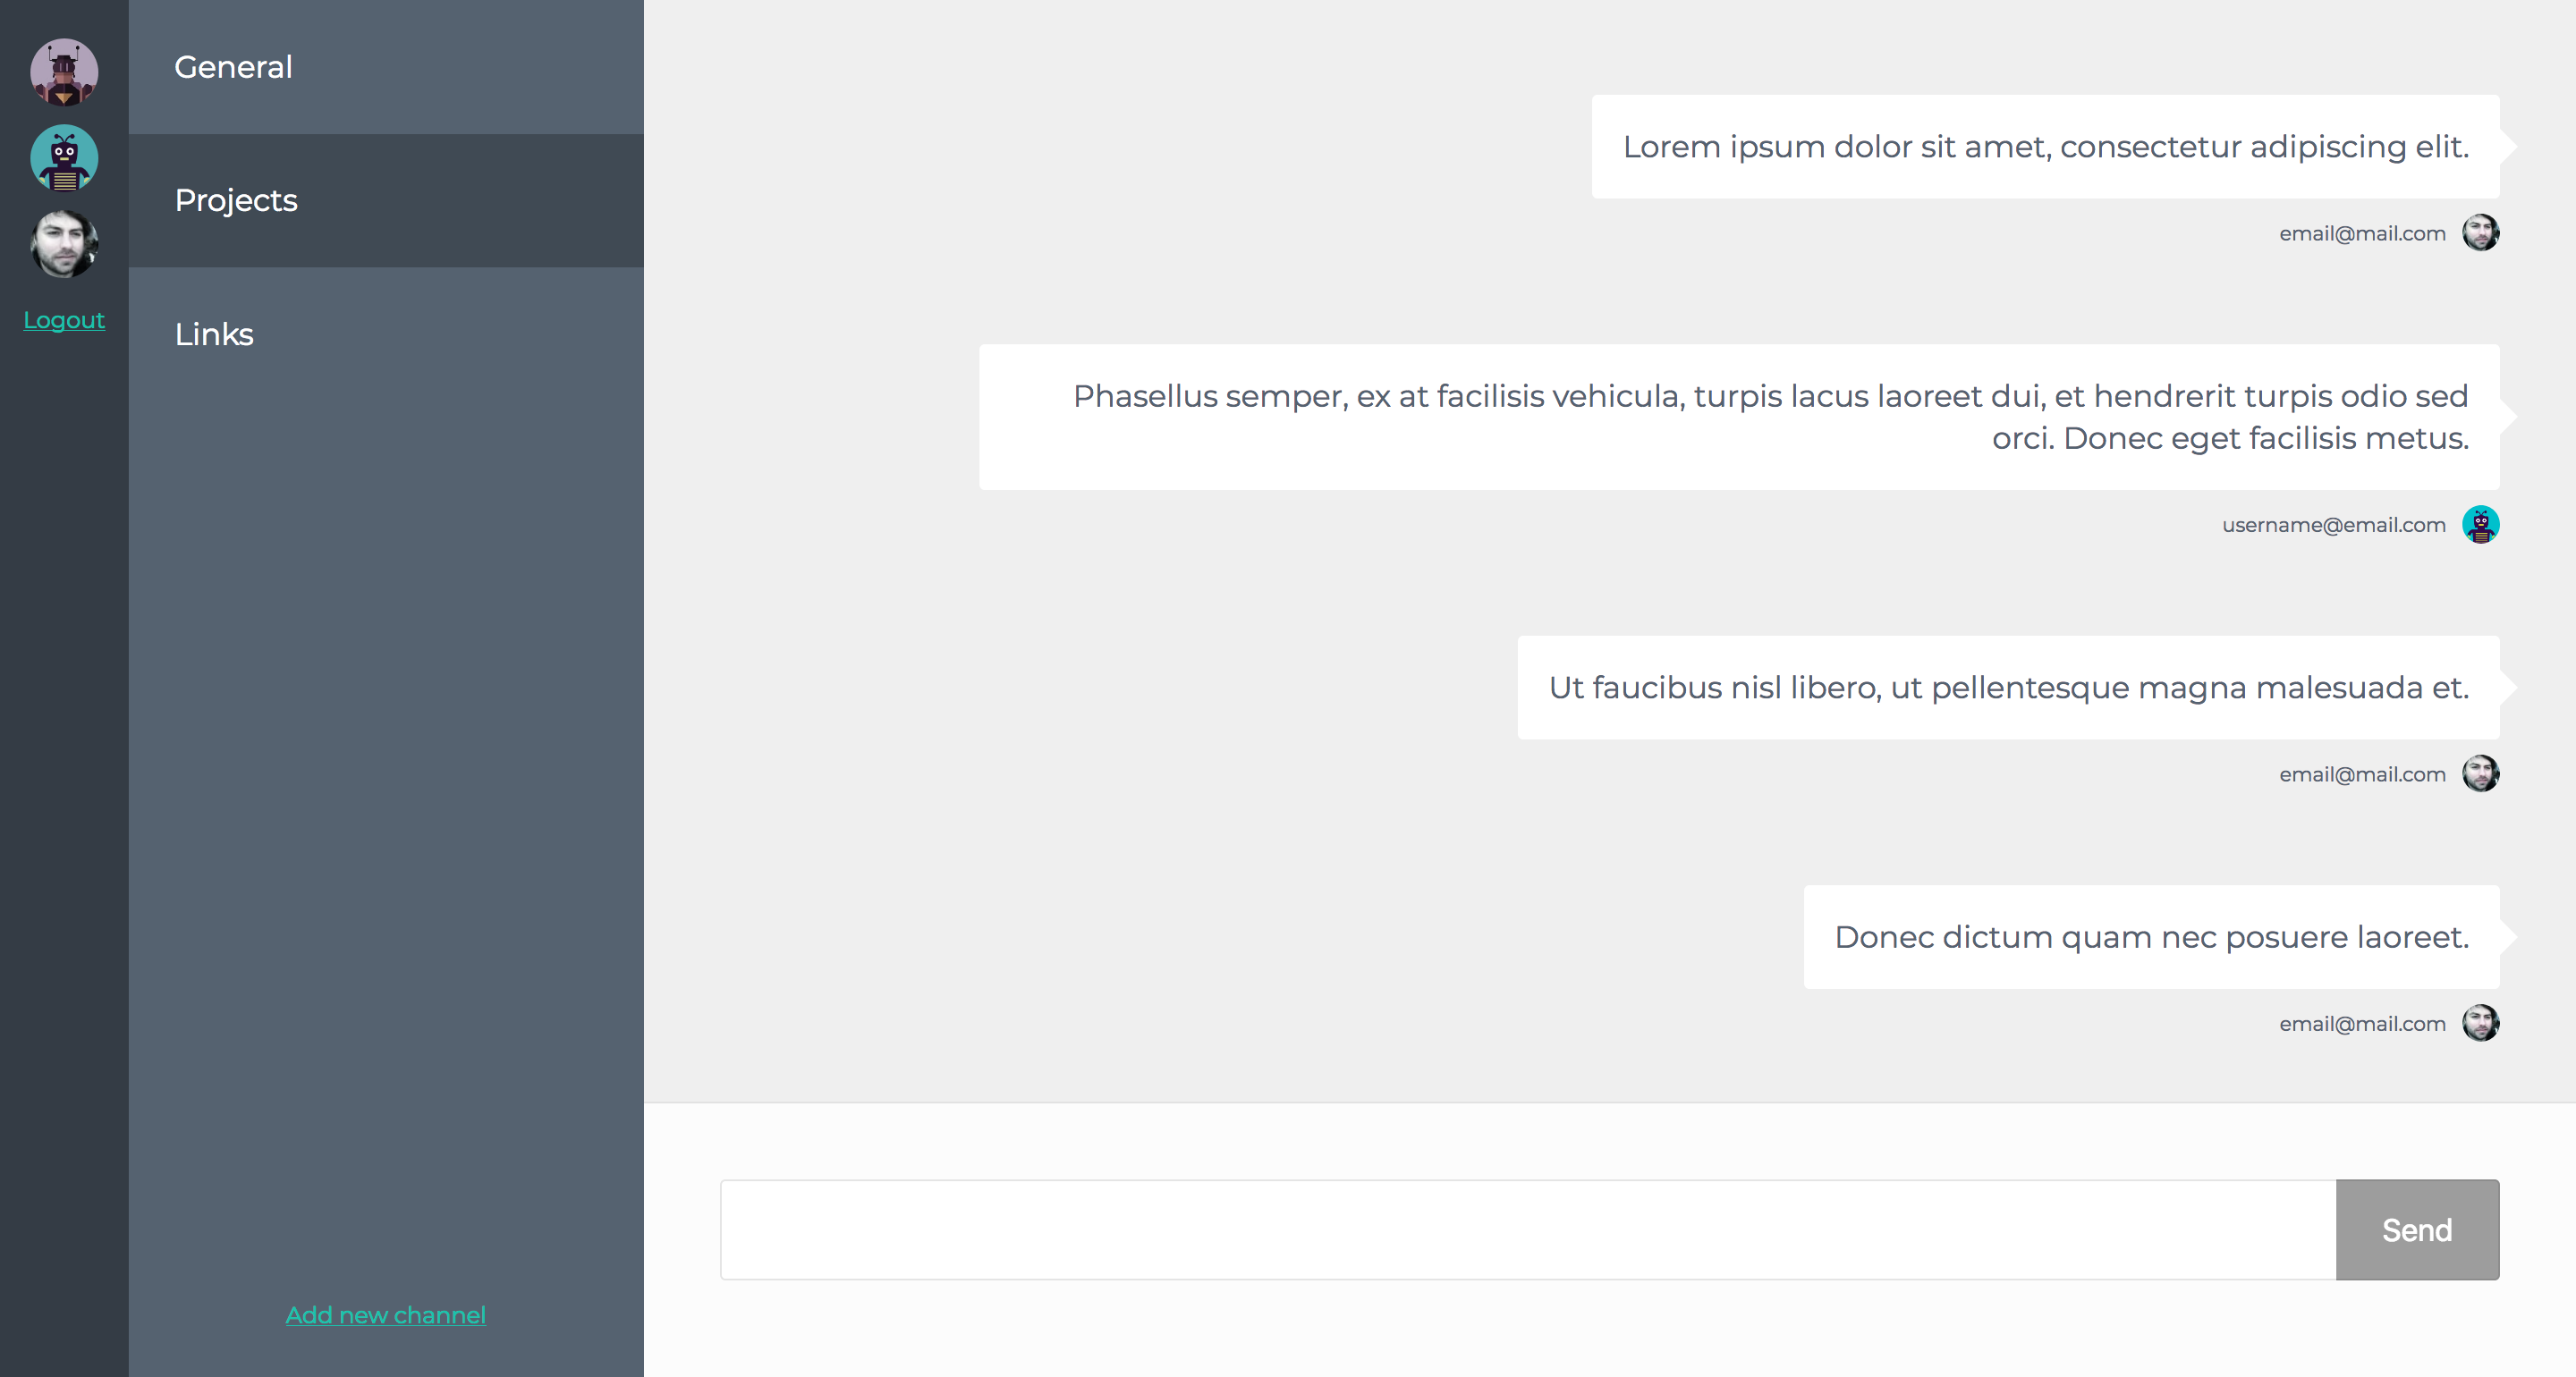 General
Projects
Links
Logout
Add new channel
Lorem ipsum dolor sit amet, consectetur adipiscing elit.
email@mail.com
Phasellus semper, ex at facilisis vehicula, turpis lacus laoreet dui, et hendrerit turpis odio sed
orci. Donec eget facilisis metus.
username@email.com
Ut faucibus nisl libero, ut pellentesque magna malesuada et.
email@mail.com
Donec dictum quam nec posuere laoreet.
email@mail.com
Send